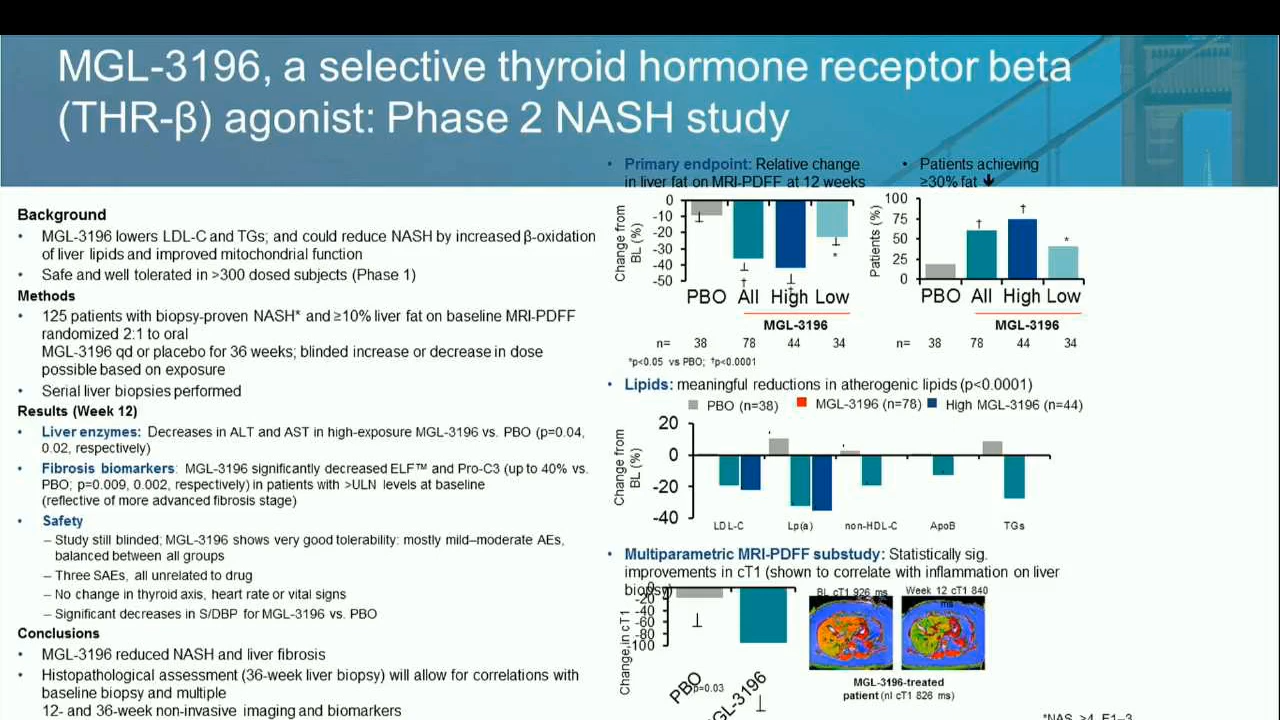 MGL-3196, a selective thyroid hormone receptor beta
(THR-β) agonist: Phase 2 NASH study
Background
• MGL-3196 lowers LDL-C and TGs; and could reduce NASH by increased β-oxidation
of liver lipids and improved mitochondrial function
• Safe and well tolerated in >300 dosed subjects (Phase 1)
Methods
• 125 patients with biopsy-proven NASH* and ≥10% liver fat on baseline MRI-PDFF
randomized 2:1 to oral
MGL-3196 qd or placebo for 36 weeks; blinded increase or decrease in dose
possible based on exposure
• Serial liver biopsies performed
Results (Week 12)
• Liver enzymes: Decreases in ALT and AST in high-exposure MGL-3196 vs. PBO (p=0.04,
0.02, respectively)
• Fibrosis biomarkers: MGL-3196 significantly decreased ELF™ and Pro-C3 (up to 40% vs.
PBO; p=0.009, 0.002, respectively) in patients with >ULN levels at baseline
(reflective of more advanced fibrosis stage)
• Safety
– Study still blinded; MGL-3196 shows very good tolerability: mostly mild–moderate AEs,
balanced between all groups
– Three SAEs, all unrelated to drug
– No change in thyroid axis, heart rate or vital signs
– Significant decreases in S/DBP for MGL-3196 vs. PBO
Conclusions
• MGL-3196 reduced NASH and liver fibrosis
• Histopathological assessment (36-week liver biopsy) will allow for correlations with
baseline biopsy and multiple
12- and 36-week non-invasive imaging and biomarkers
• Primary endpoint: Relative change
in liver fat on MRI-PDFF at 12 weeks
Change from
BL (%)
0
-10
-20
-30
-40
-50
*
†
†
PBO All High Low
MGL-3196
n= 38 78 44 34
*p<0.05 vs PBO; †p<0.0001
• Patients achieving
≥30% fat 🡻
Patients (%)
100
75
50
25
0
†
†
*
PBO All High Low
MGL-3196
n= 38 78 44 34
• Lipids: meaningful reductions in atherogenic lipids (p<0.0001)
PBO (n=38) MGL-3196 (n=78) High MGL-3196 (n=44)
Change from
BL (%)
20
0
-20
-40
LDL-C Lp(a) non-HDL-C ApoB TGs
• Multiparametric MRI-PDFF substudy: Statistically sig.
improvements in cT1 (shown to correlate with inflammation on liver
biopsy)
Change in cT1
0
-20
-40
-60
-80
100
PBO
p=0.03
BL cT1 926 ms
Week 12 cT1 840
ms
MGL-3196-treated
patient (nl cT1 826 ms)